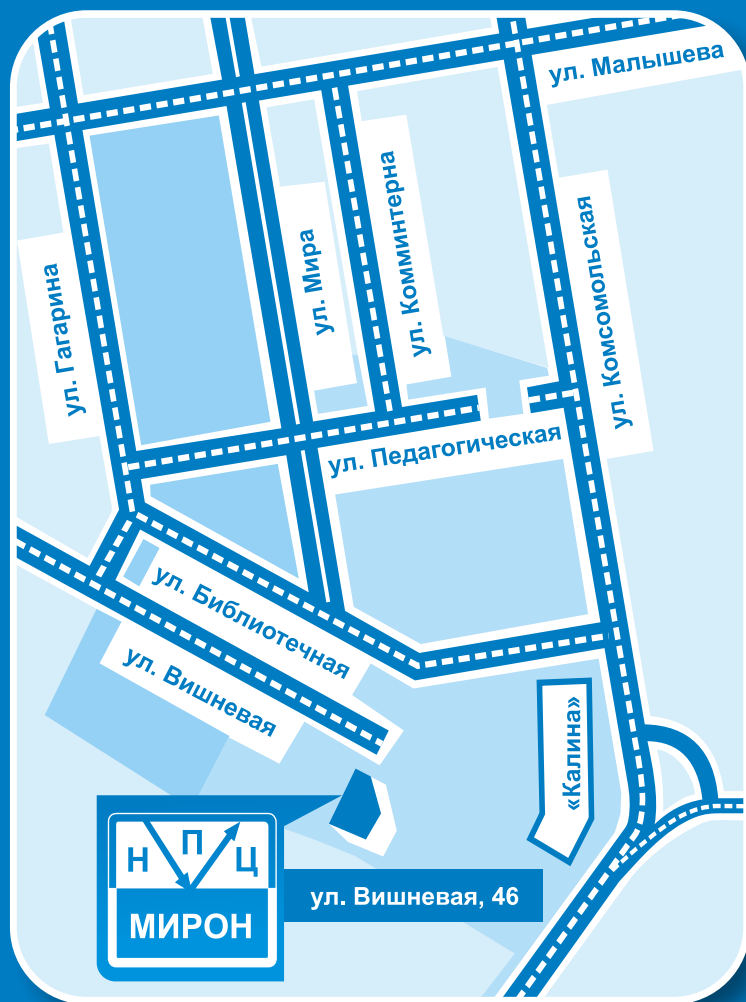 ул. Малышева
ул. Гагарина
ул. Мира
ул. Комминтерна
ул. Комсомольская
ул. Педагогическая
ул. Библиотечная
ул. Вишневая
«Калина»
Н П Ц
МИРОН
ул. Вишневая, 46